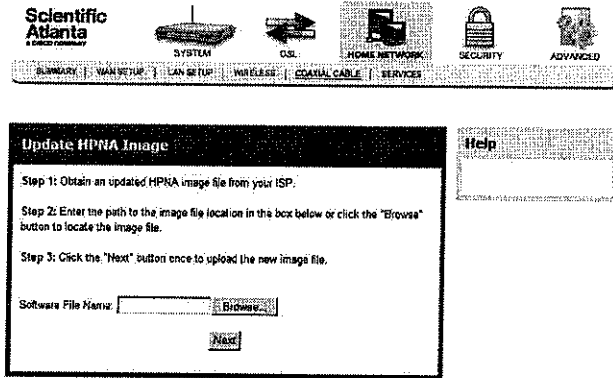 Scientific
Atlanta
A CISCO COMPANY
SYSTEM
DSL
HOME NETWORK
SECURITY
ADVANCED
SUMMARY | WAN SETUP | LAN SETUP | WIRELESS | COAXIAL CABLE | SERVICES
Update HPNA Image
Help
Step 1: Obtain an updated HPNA image file from your ISP.
Step 2: Enter the path to the image file location in the box below or click the "Browse"
button to locate the image file.
Step 3: Click the "Next" button once to upload the new image file.
Software File Name: Browse...
Next